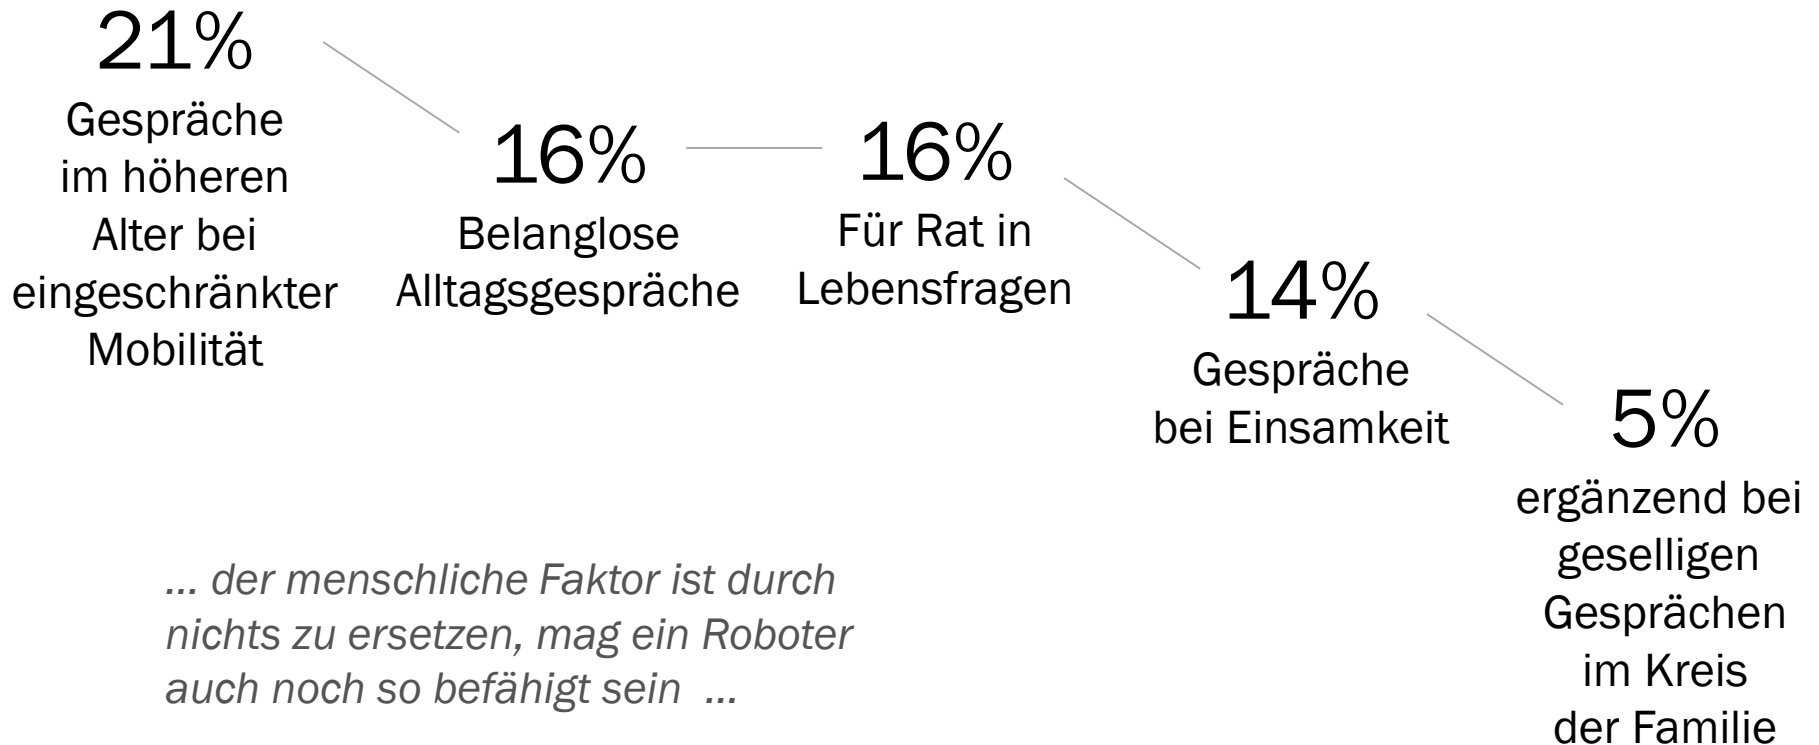 21%
Gespräche
im höheren
Alter bei
eingeschränkter
Mobilität
16%
Belanglose
Alltagsgespräche
16%
Für Rat in
Lebensfragen
14%
Gespräche
bei Einsamkeit
5%
ergänzend bei
geselligen
Gesprächen
im Kreis
der Familie
... der menschliche Faktor ist durch
nichts zu ersetzen, mag ein Roboter
auch noch so befähigt sein ...